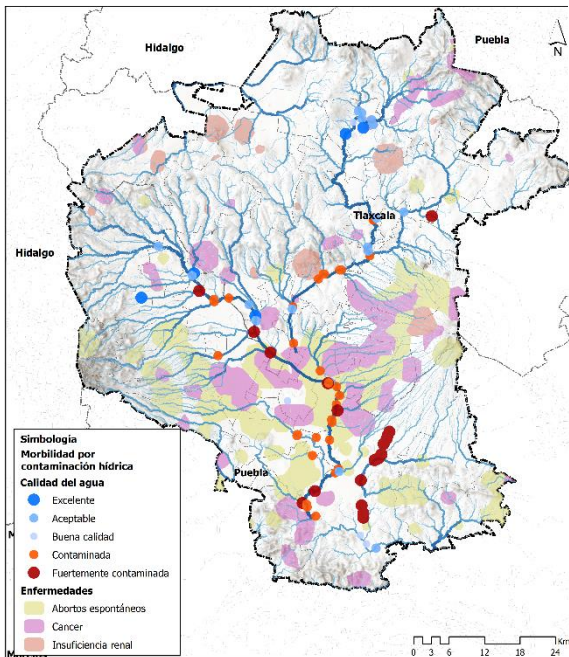 Hidalgo
Puebla
N
Tlaxcala
Hidalgo
Puebla
Simbología
Morbilidad por
contaminación hídrica
Calidad del agua
Excelente
Aceptable
Buena calidad
Contaminada
Fuertemente contaminada
Enfermedades
Abortos espontáneos
Cancer
Insuficiencia renal
Km
0 3 6 12 18 24